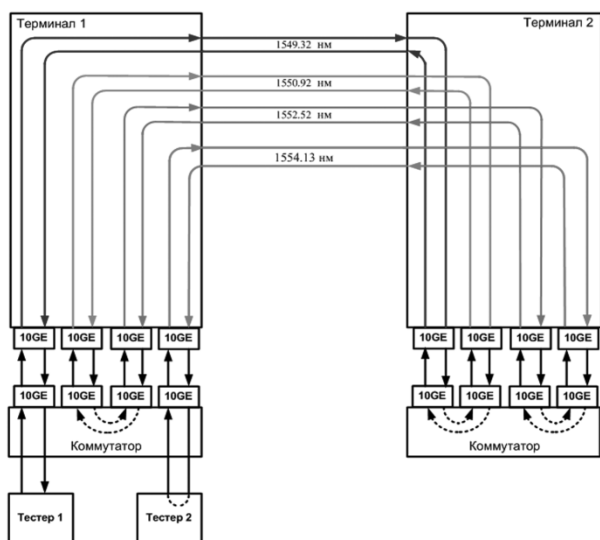 Терминал 1
Терминал 2
1549.32 нм
1550.92 нм
1552.52 нм
1554.13 нм
10GE 10GE 10GE 10GE
10GE 10GE 10GE 10GE
10GE 10GE 10GE 10GE
10GE 10GE 10GE 10GE
Коммутатор
Коммутатор
Тестер 1
Тестер 2